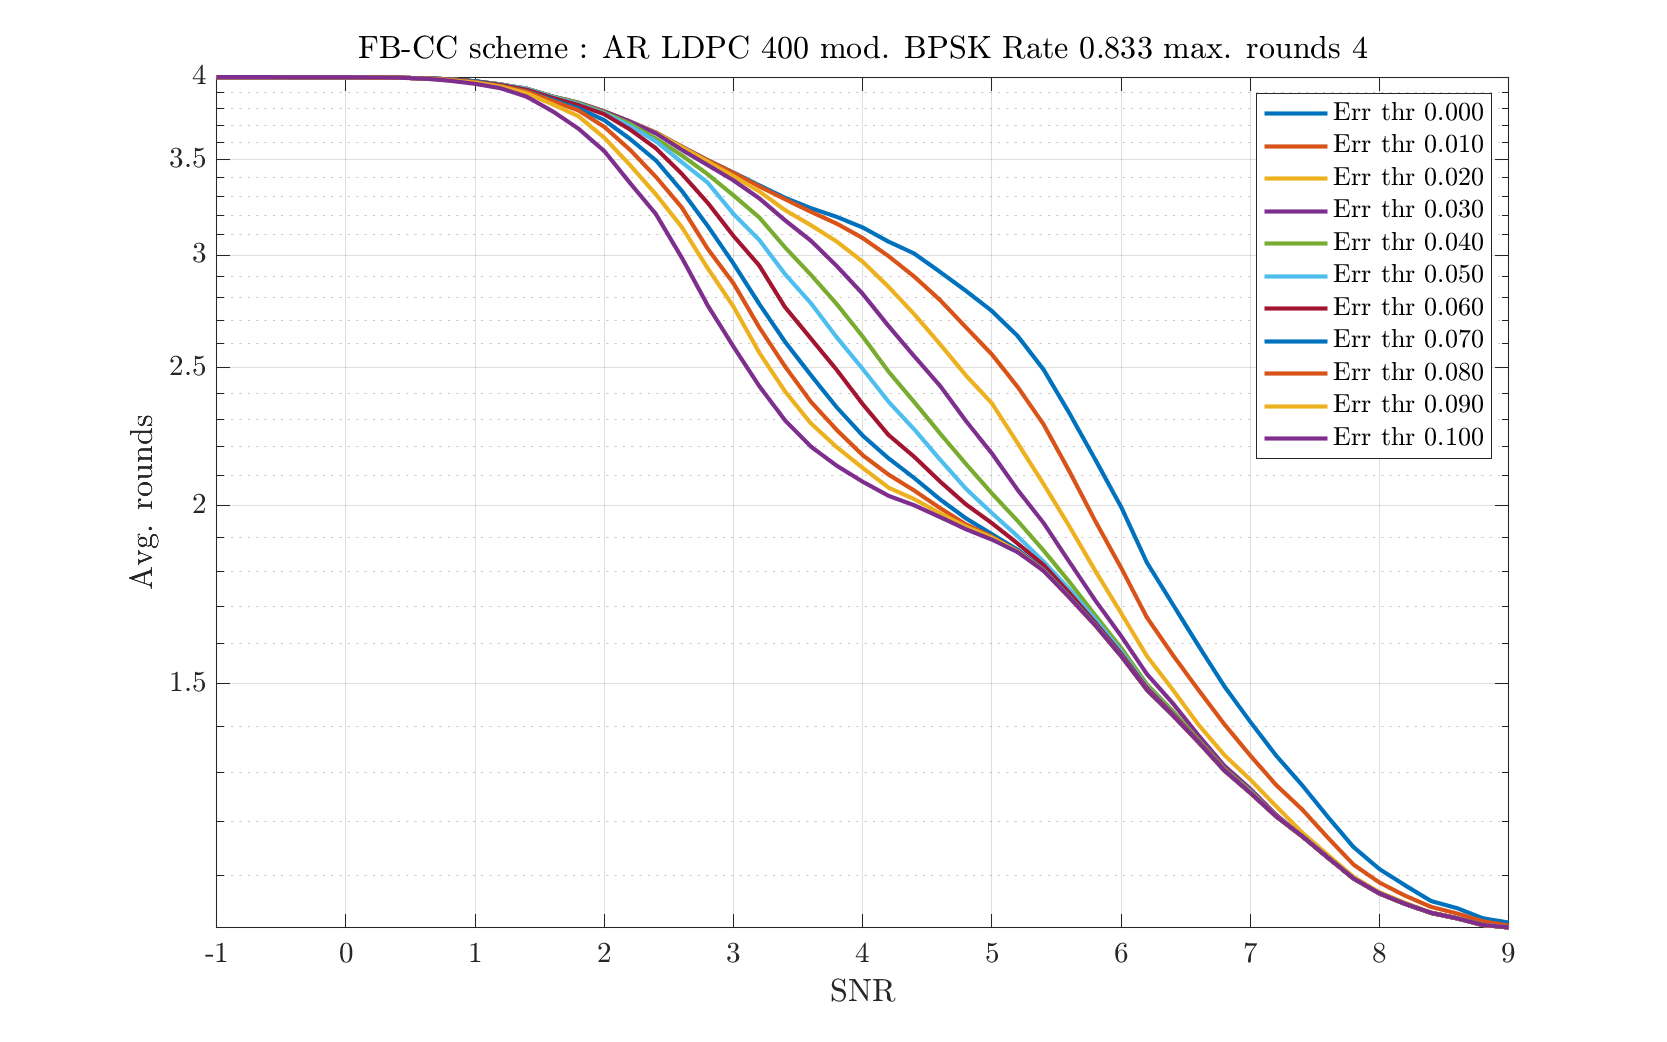 FB-CC scheme : AR LDPC 400 mod. BPSK Rate 0.833 max. rounds 4
4
3.5
3
2.5
2
1.5
Avg. rounds
Err thr 0.000
Err thr 0.010
Err thr 0.020
Err thr 0.030
Err thr 0.040
Err thr 0.050
Err thr 0.060
Err thr 0.070
Err thr 0.080
Err thr 0.090
Err thr 0.100
-1 0 1 2 3 4 5 6 7 8 9
SNR